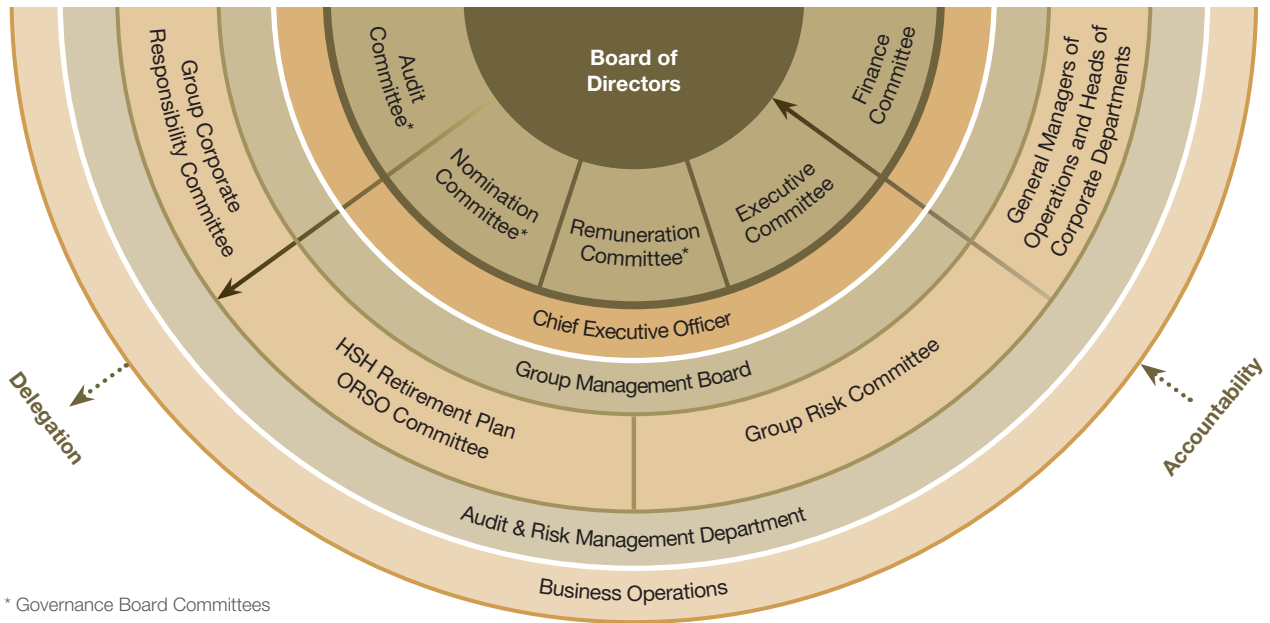 Board of
Directors
Audit
Committee*
Nomination
Committee*
Remuneration
Committee*
Executive
Committee
Finance
Committee
Chief Executive Officer
Group Management Board
Group Corporate
Responsibility Committee
HSH Retirement Plan
ORSO Committee
Group Risk Committee
General Managers of
Operations and Heads of
Corporate Departments
Audit & Risk Management Department
Business Operations
Delegation
Accountability
* Governance Board Committees